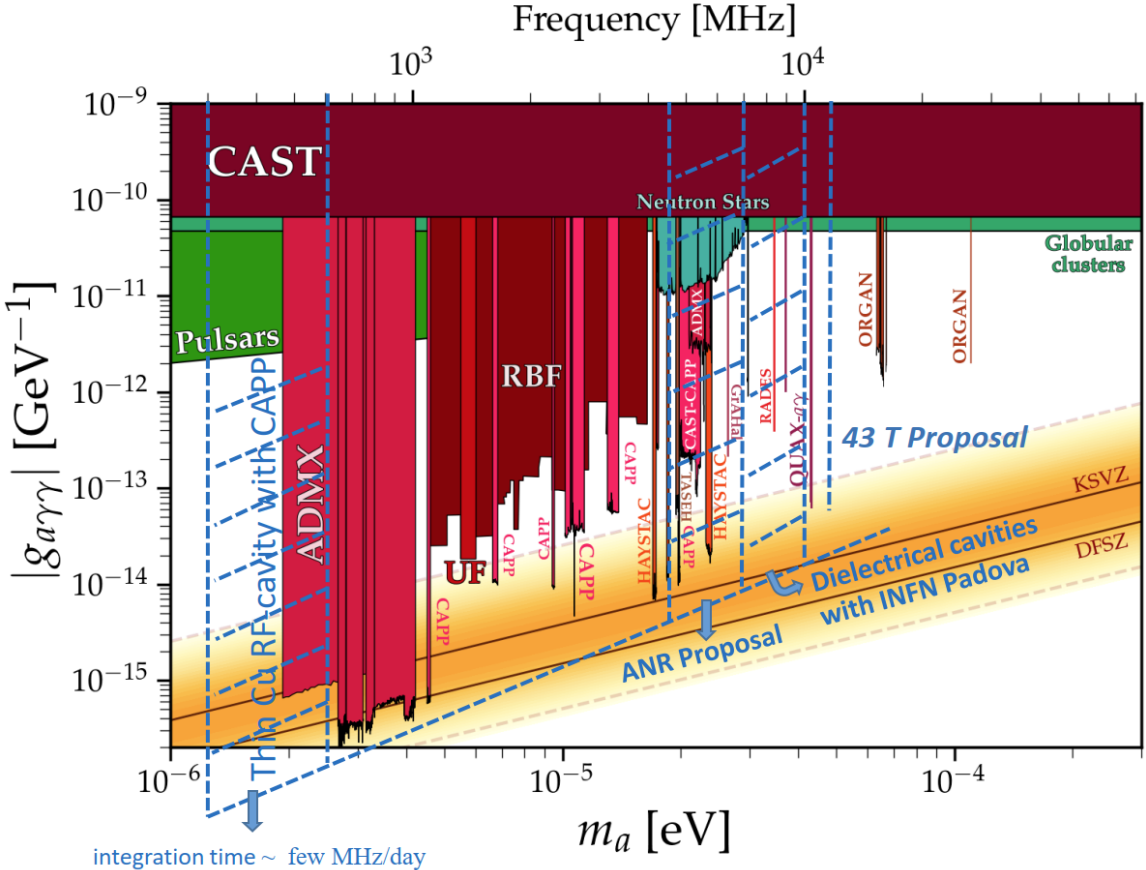 Frequency [MHz]
10³
10⁴
10⁻⁹
10⁻¹⁰
10⁻¹¹
10⁻¹²
10⁻¹³
10⁻¹⁴
10⁻¹⁵
|gₐγγ| [GeV⁻¹]
CAST
Neutron Stars
Globular
clusters
Pulsars
ADMX
Thin Cu RF-cavity with CAPP
RBF
UF
CAPP
CAPP
CAPP
CAPP
CAPP
HAYSTAC
ADMX
CAST-CAPP
TASEH
CAPP
HAYSTAC
GrAHal
RADES
QUAX-aγ
ORGAN
ORGAN
43 T Proposal
KSVZ
DFSZ
Dielectrical cavities
with INFN Padova
ANR Proposal
10⁻⁶
10⁻⁵
10⁻⁴
mₐ [eV]
integration time ~ few MHz/day